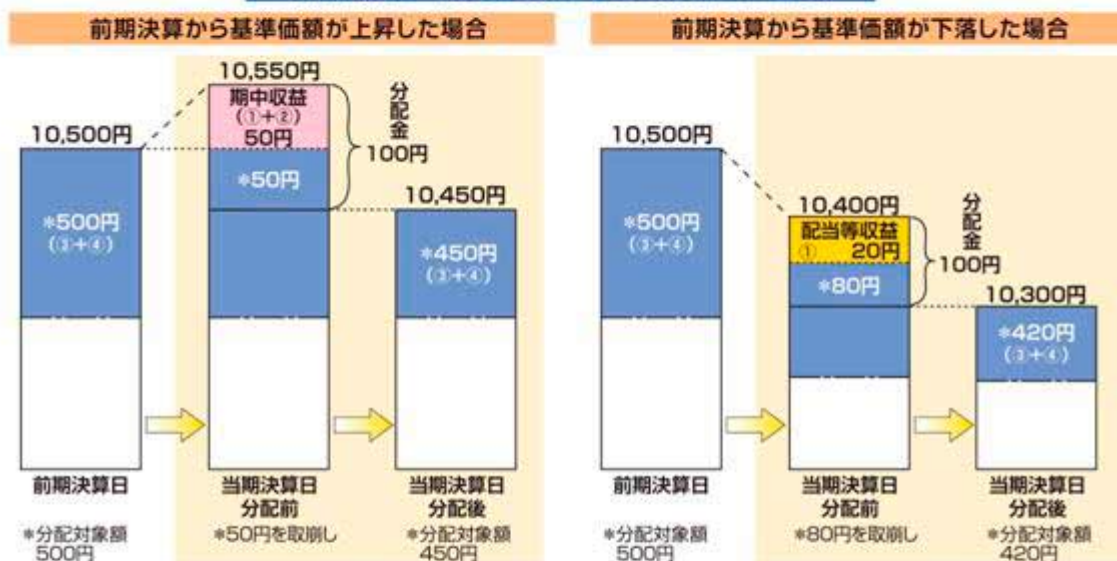 前期決算から基準価額が上昇した場合
10,550円
期中収益
(①+②)
50円
分配金
100円
10,500円
*500円
(③+④)
*50円
10,450円
*450円
(③+④)
前期決算日
当期決算日
分配前
当期決算日
分配後
*分配対象額
500円
*50円を取崩し
*分配対象額
450円
前期決算から基準価額が下落した場合
10,500円
*500円
(③+④)
10,400円
配当等収益
① 20円
分配金
100円
*80円
10,300円
*420円
(③+④)
前期決算日
当期決算日
分配前
当期決算日
分配後
*分配対象額
500円
*80円を取崩し
*分配対象額
420円